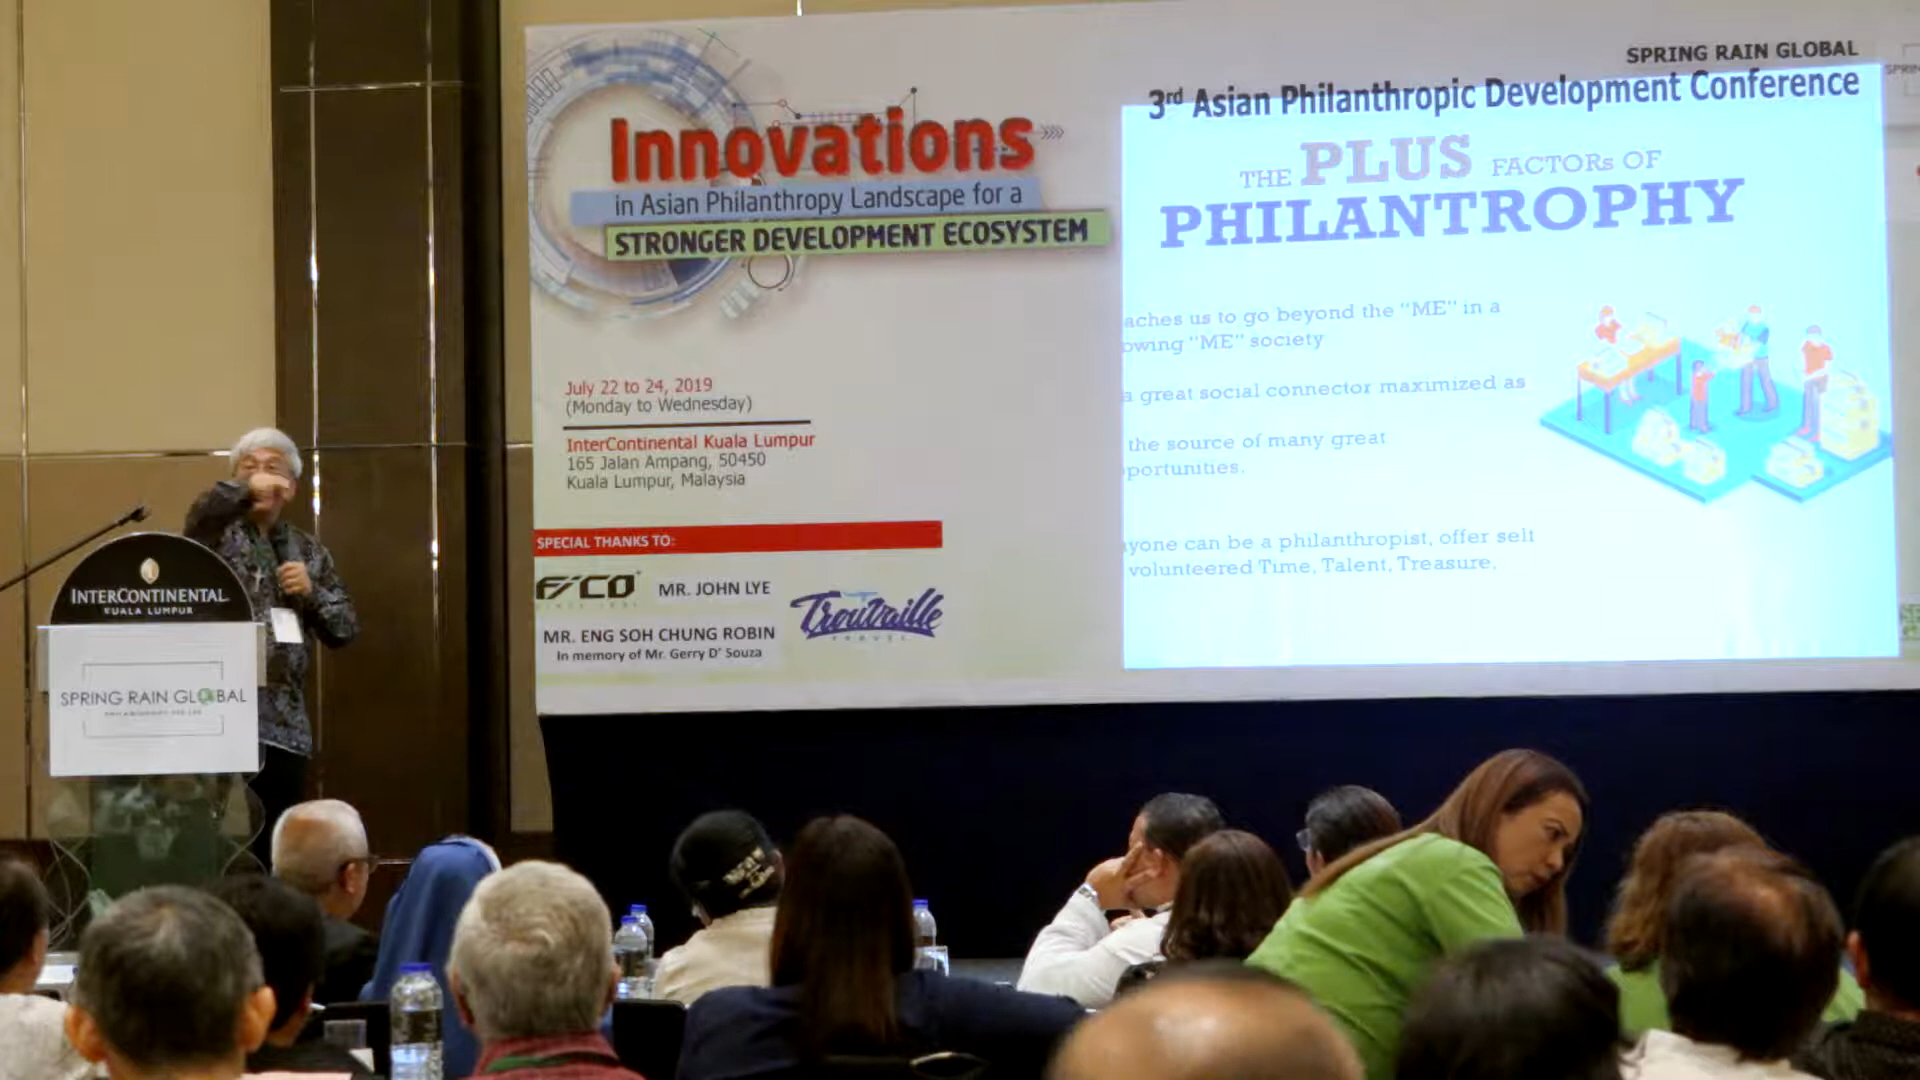 Innovations
in Asian Philanthropy Landscape for a
STRONGER DEVELOPMENT ECOSYSTEM
July 22 to 24, 2019
(Monday to Wednesday)
InterContinental Kuala Lumpur
165 Jalan Ampang, 50450
Kuala Lumpur, Malaysia
SPECIAL THANKS TO:
FiCO
MR. JOHN LYE
MR. ENG SOH CHUNG ROBIN
In memory of Mr. Gerry D' Souza
Trouvaille
TRAVEL
SPRING RAIN GLOBAL
3rd Asian Philanthropic Development Conference
THE PLUS FACTORs OF
PHILANTROPHY
aches us to go beyond the "ME" in a
owing "ME" society
a great social connector maximized as
the source of many great
portunities.
yone can be a philanthropist, offer self
volunteered Time, Talent, Treasure,
INTERCONTINENTAL
KUALA LUMPUR
SPRING RAIN GLOBAL